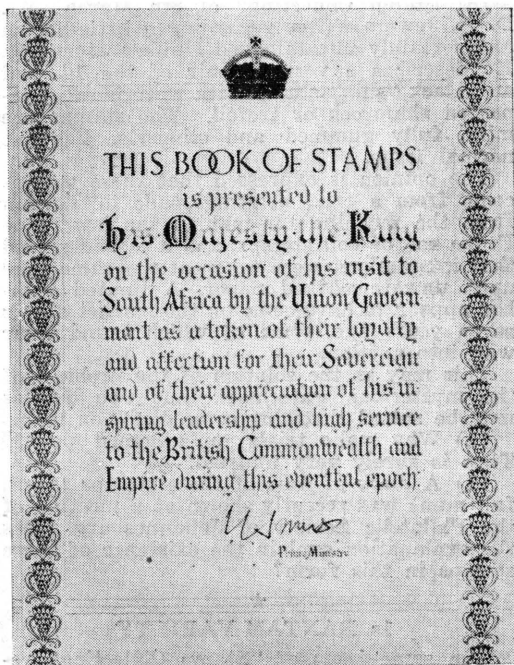 THIS BOOK OF STAMPS
is presented to
his Majesty the King
on the occasion of his visit to
South Africa by the Union Govern
ment as a token of their loyalty
and affection for their Sovereign
and of their appreciation of his in-
spiring leadership and high service
to the British Commonwealth and
Empire during this eventful epoch.
Prime Minister